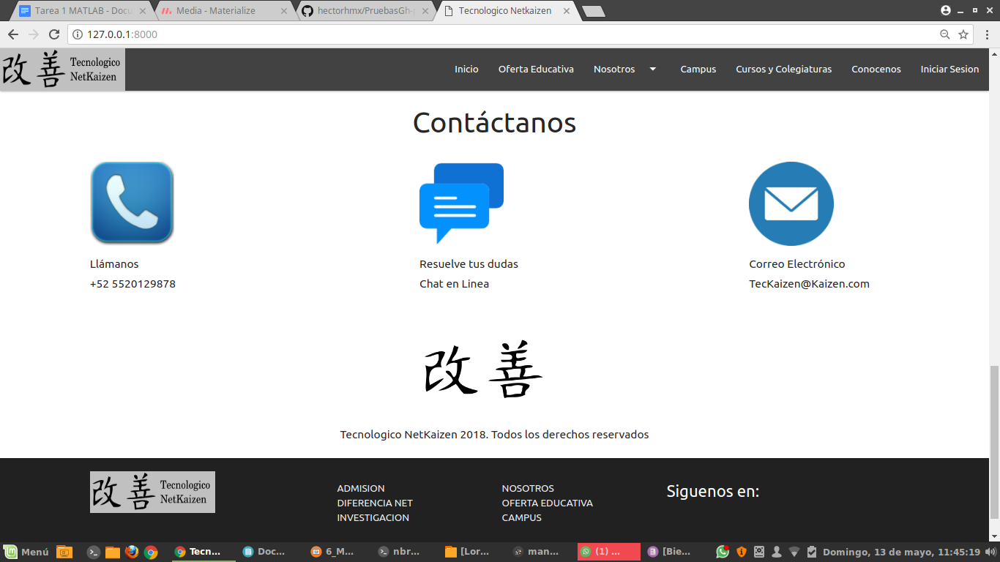 Tarea 1 MATLAB - Docu
Media - Materialize
hectorhmx/PruebasGh-p
Tecnologico Netkaizen
127.0.0.1:8000
改善 Tecnologico
NetKaizen
Inicio
Oferta Educativa
Nosotros
Campus
Cursos y Colegiaturas
Conocenos
Iniciar Sesion
Contáctanos
Llámanos
+52 5520129878
Resuelve tus dudas
Chat en Linea
Correo Electrónico
TecKaizen@Kaizen.com
改善
Tecnologico NetKaizen 2018. Todos los derechos reservados
改善 Tecnologico
NetKaizen
ADMISION
DIFERENCIA NET
INVESTIGACION
NOSOTROS
OFERTA EDUCATIVA
CAMPUS
Siguenos en:
Menú
Tecn...
Doc...
6_M...
nbr...
[Lor...
man...
(1) ...
[Bie...
Domingo, 13 de mayo, 11:45:19